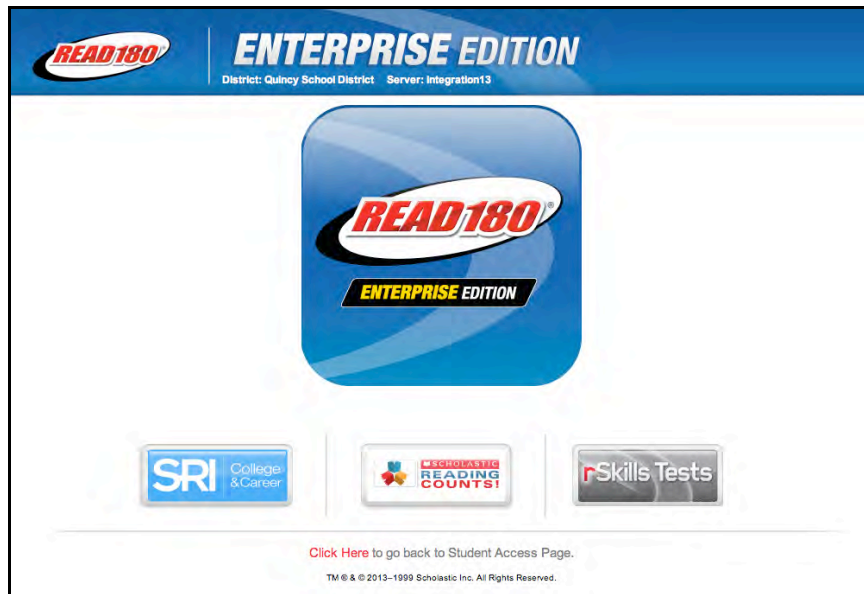 READ180®
ENTERPRISE EDITION
District: Quincy School District Server: Integration13
READ180®
ENTERPRISE EDITION
SRI College & Career
SCHOLASTIC
READING
COUNTS!
rSkills Tests
Click Here to go back to Student Access Page.
TM ® & © 2013–1999 Scholastic Inc. All Rights Reserved.